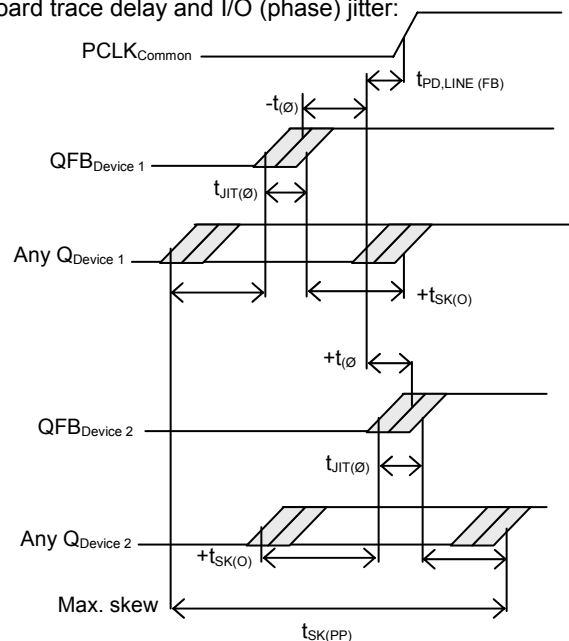 oard trace delay and I/O (phase) jitter:
PCLKCommon
tPD,LINE (FB)
-t(Ø)
QFBDevice 1
tJIT(Ø)
Any QDevice 1
+tSK(O)
+t(Ø
QFBDevice 2
tJIT(Ø)
Any QDevice 2
+tSK(O)
Max. skew
tSK(PP)